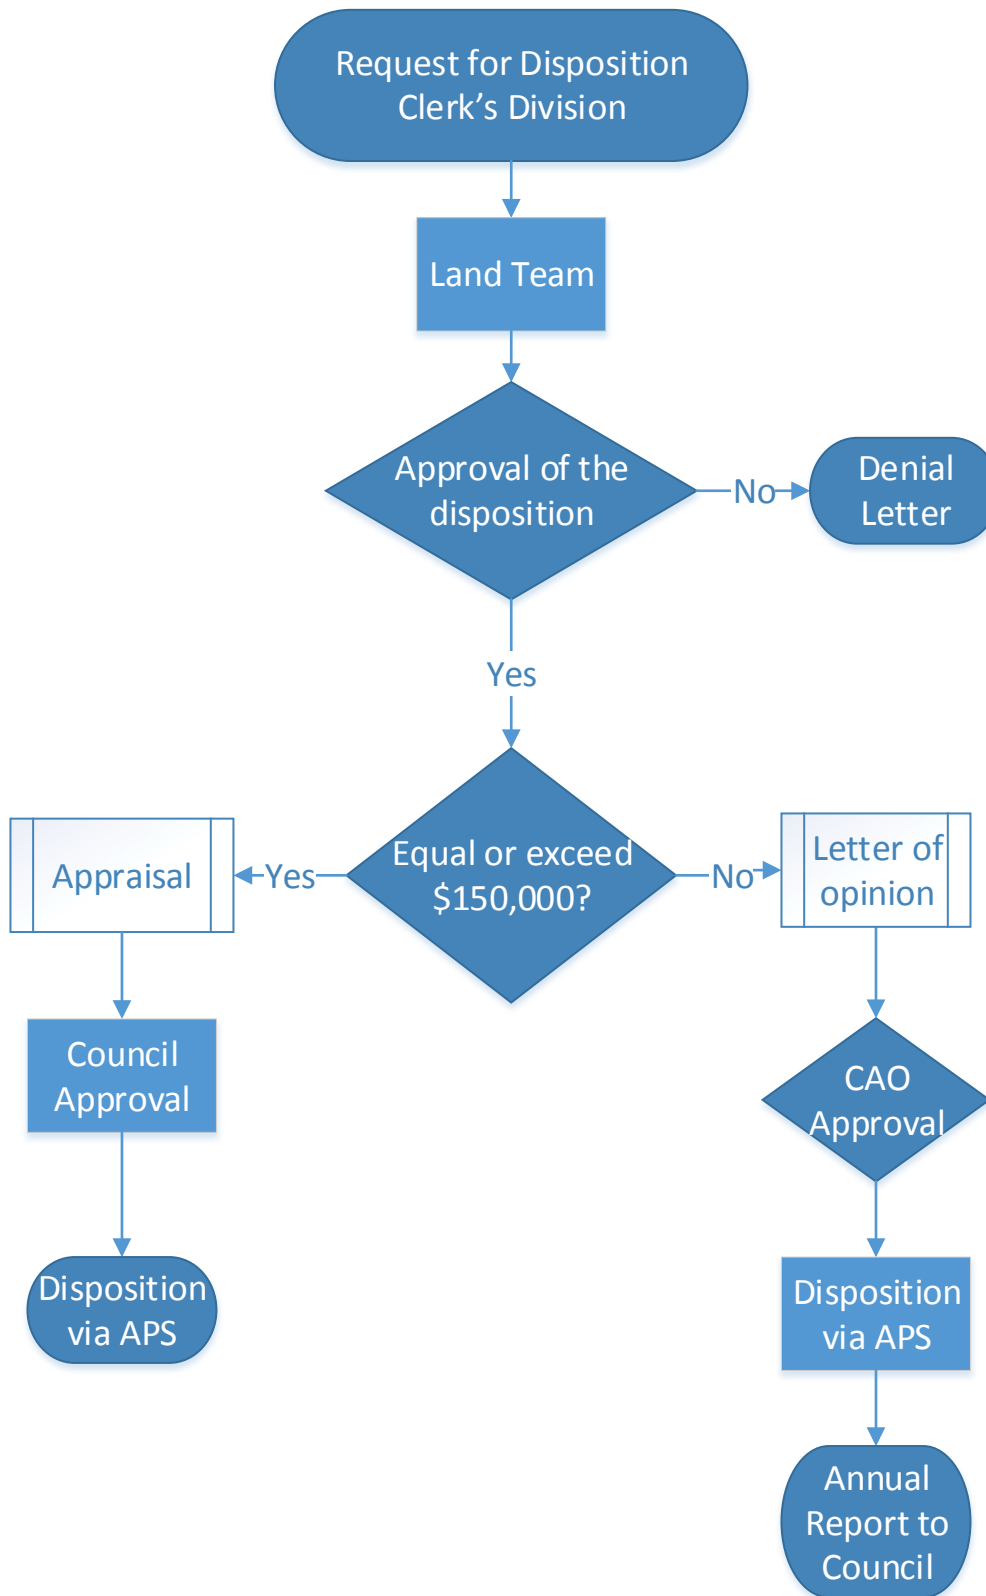 Request for Disposition
Clerk’s Division
Land Team
Approval of the
disposition
No
Denial
Letter
Yes
Equal or exceed
$150,000?
Yes
Appraisal
No
Letter of
opinion
Council
Approval
CAO
Approval
Disposition
via APS
Disposition
via APS
Annual
Report to
Council